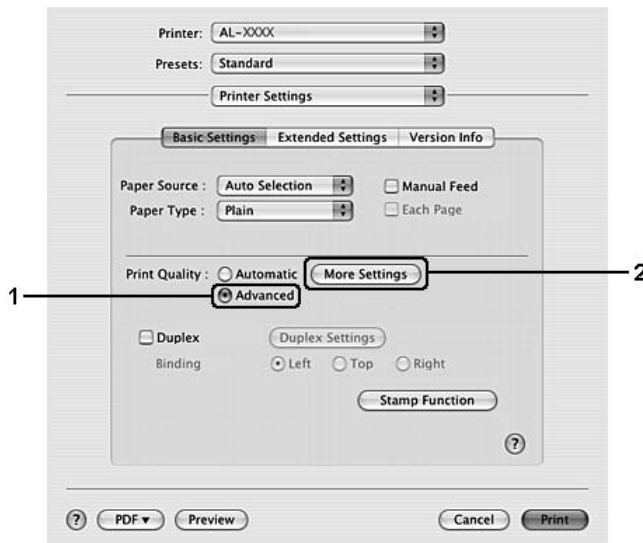 Printer: AL-XXXX
Presets: Standard
Printer Settings
Basic Settings Extended Settings Version Info
Paper Source : Auto Selection Manual Feed
Paper Type : Plain Each Page
Print Quality : Automatic More Settings 2
1 Advanced
Duplex Duplex Settings
Binding Left Top Right
Stamp Function
?
? PDF Preview Cancel Print